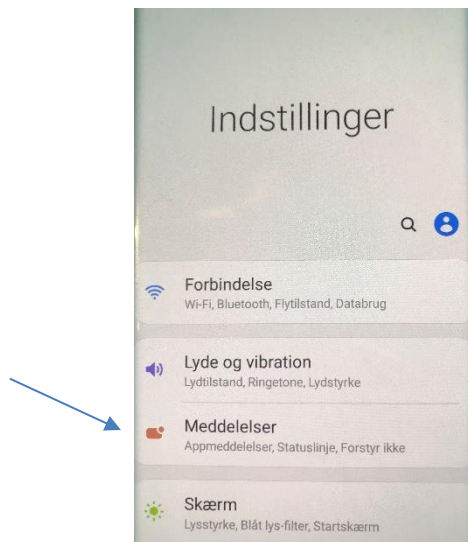 Indstillinger
Forbindelse
Wi-Fi, Bluetooth, Flytilstand, Databrug
Lyde og vibration
Lydtilstand, Ringetone, Lydstyrke
Meddelelser
Appmeddelelser, Statuslinje, Forstyr ikke
Skærm
Lysstyrke, Blåt lys-filter, Startskærm